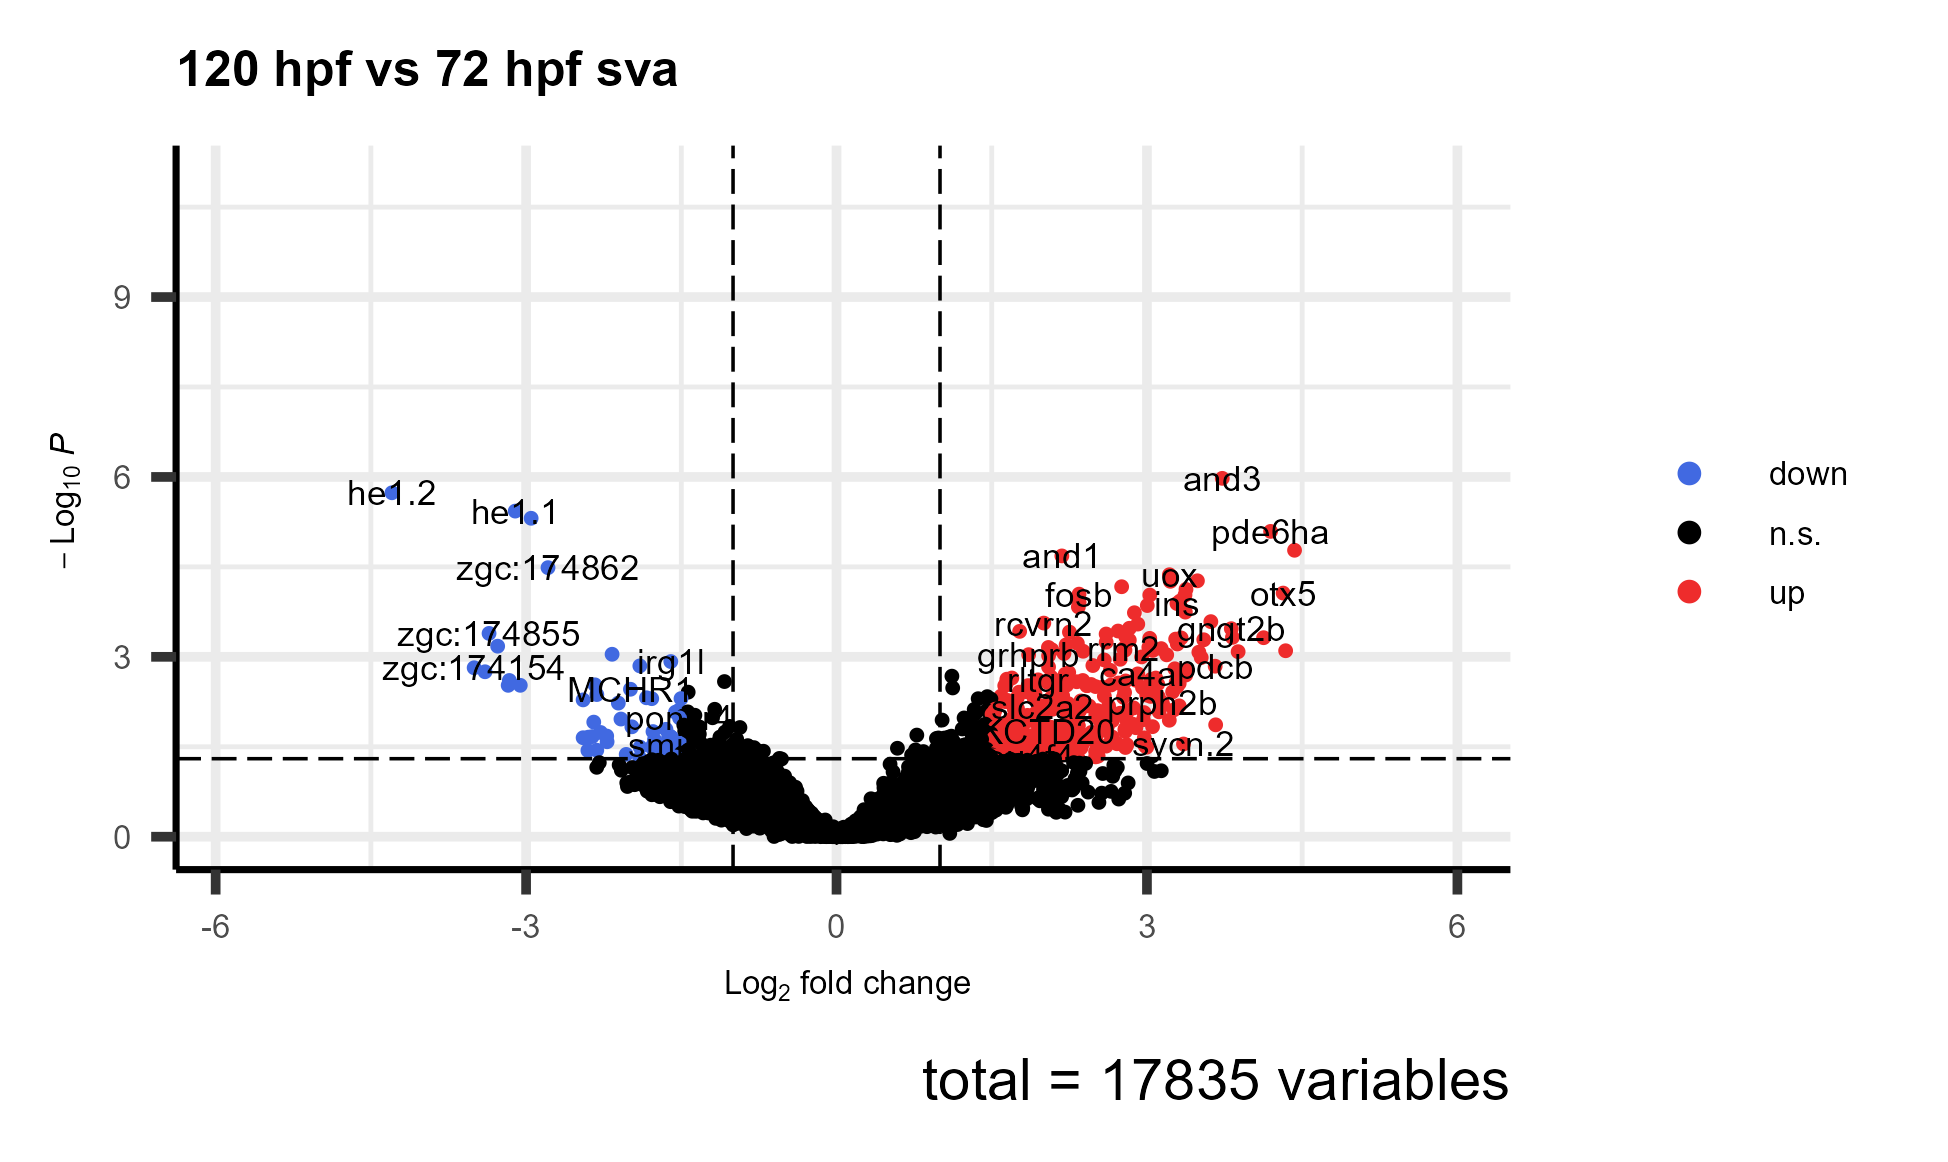 120 hpf vs 72 hpf sva
9
6
3
0
– Log10 P
he1.2
he1.1
zgc:174862
zgc:174855
zgc:174154
irg1l
MCHR1
and3
pde6ha
and1
uox
fosb
ins
otx5
rcvrn2
gngt2b
grhprb
rrm2
rltgr
ca4a
pdcb
slc2a2
prph2b
KCTD20
sycn.2
-6
-3
0
3
6
Log2 fold change
down
n.s.
up
total = 17835 variables